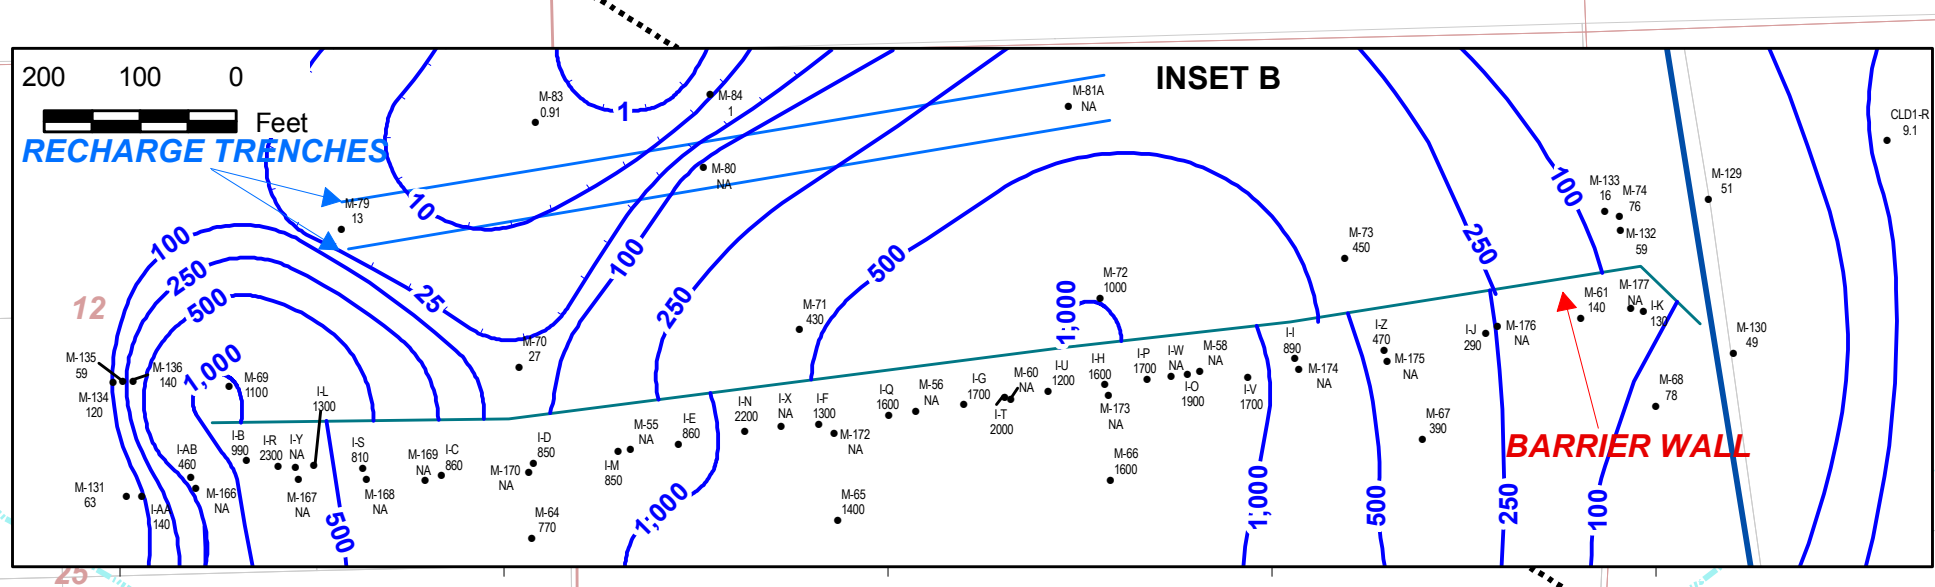 200 100 0
Feet
INSET B
RECHARGE TRENCHES
M-83
0.91
1
M-84
1
M-81A
NA
CLD1-R
9.1
M-80
NA
M-79
13
10
100
M-133
16
M-74
76
M-129
51
M-132
59
100
250
500
25
100
250
500
M-73
450
250
12
M-72
1000
1,000
M-71
430
M-61
140
M-177
NA
I-K
130
M-70
27
M-135
59
M-136
140
M-134
120
1,000
M-69
1100
I-L
1300
I-Q
1600
M-56
NA
I-G
1700
M-60
NA
I-T
2000
I-U
1200
I-H
1600
M-173
NA
I-P
1700
I-W
NA
I-O
1900
M-58
NA
I-V
1700
I-I
890
M-174
NA
I-Z
470
M-175
NA
I-J
290
M-176
NA
M-130
49
M-68
78
M-67
390
BARRIER WALL
I-AB
460
M-166
NA
I-B
990
I-R
2300
I-Y
NA
M-167
NA
I-S
810
M-168
NA
M-169
NA
I-C
860
M-170
NA
I-D
850
M-55
NA
I-M
850
I-E
860
I-N
2200
I-X
NA
I-F
1300
M-172
NA
M-66
1600
M-131
63
I-AA
140
500
M-64
770
1,000
M-65
1400
1,000
500
250
100
25